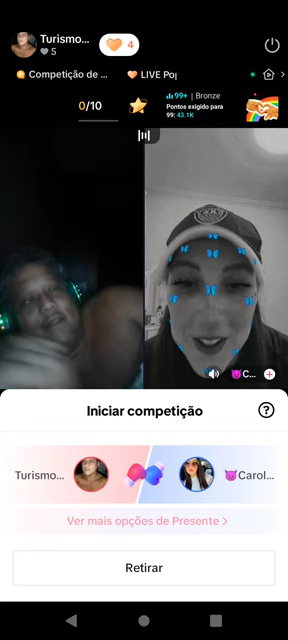 Turismo...
5
4
Competição de ...
LIVE Po
0/10
99+ | Bronze
Pontos exigido para
99: 43.1K
C...
Iniciar competição
Turismo...
Carol...
Ver mais opções de Presente >
Retirar